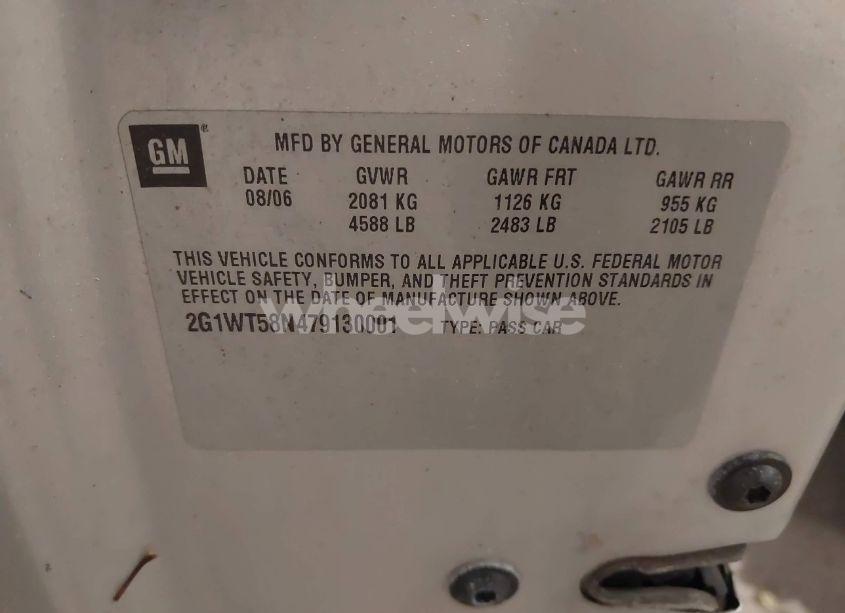 GM® MFD BY GENERAL MOTORS OF CANADA LTD.
DATE GVWR GAWR FRT GAWR RR
08/06 2081 KG 1126 KG 955 KG
4588 LB 2483 LB 2105 LB
THIS VEHICLE CONFORMS TO ALL APPLICABLE U.S. FEDERAL MOTOR
VEHICLE SAFETY, BUMPER, AND THEFT PREVENTION STANDARDS IN
EFFECT ON THE DATE OF MANUFACTURE SHOWN ABOVE.
2G1WT58N479130001 TYPE: PASS CAR
wheelwise